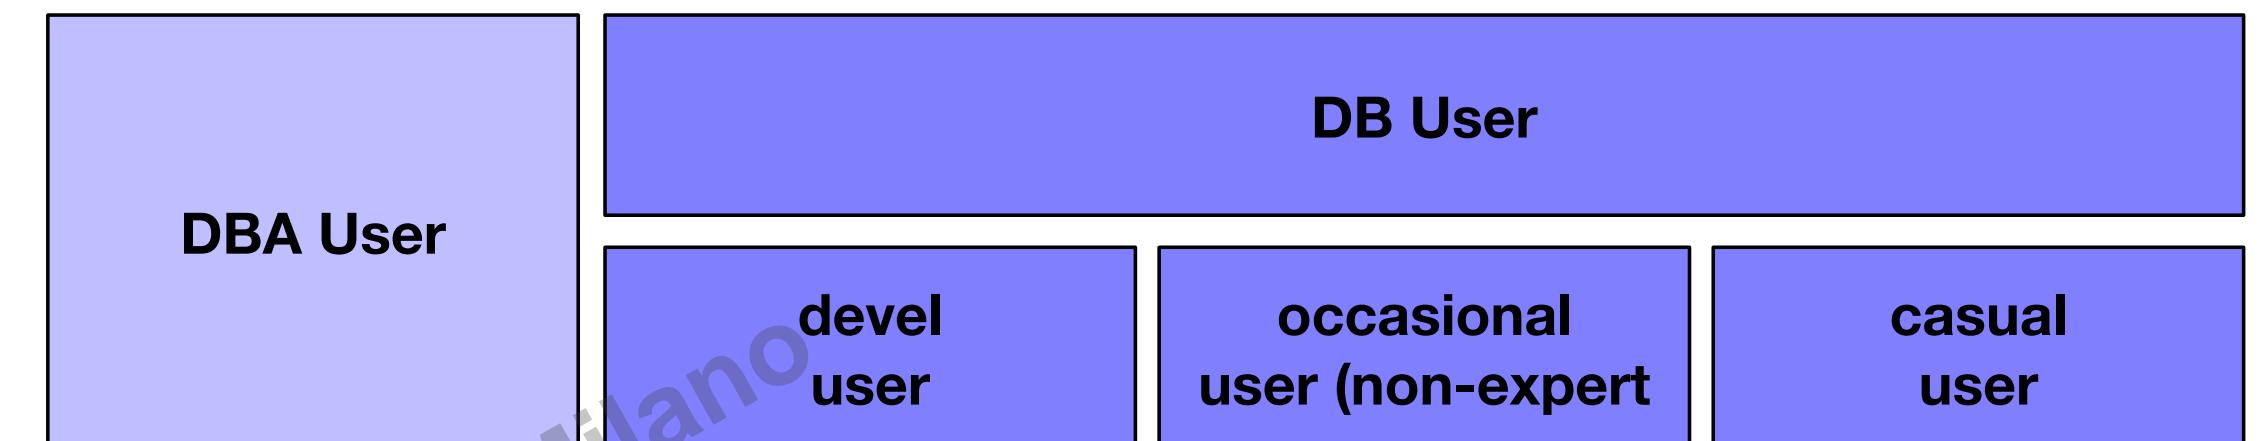 DB User
DBA User
devel
user
occasional
user (non-expert
casual
user